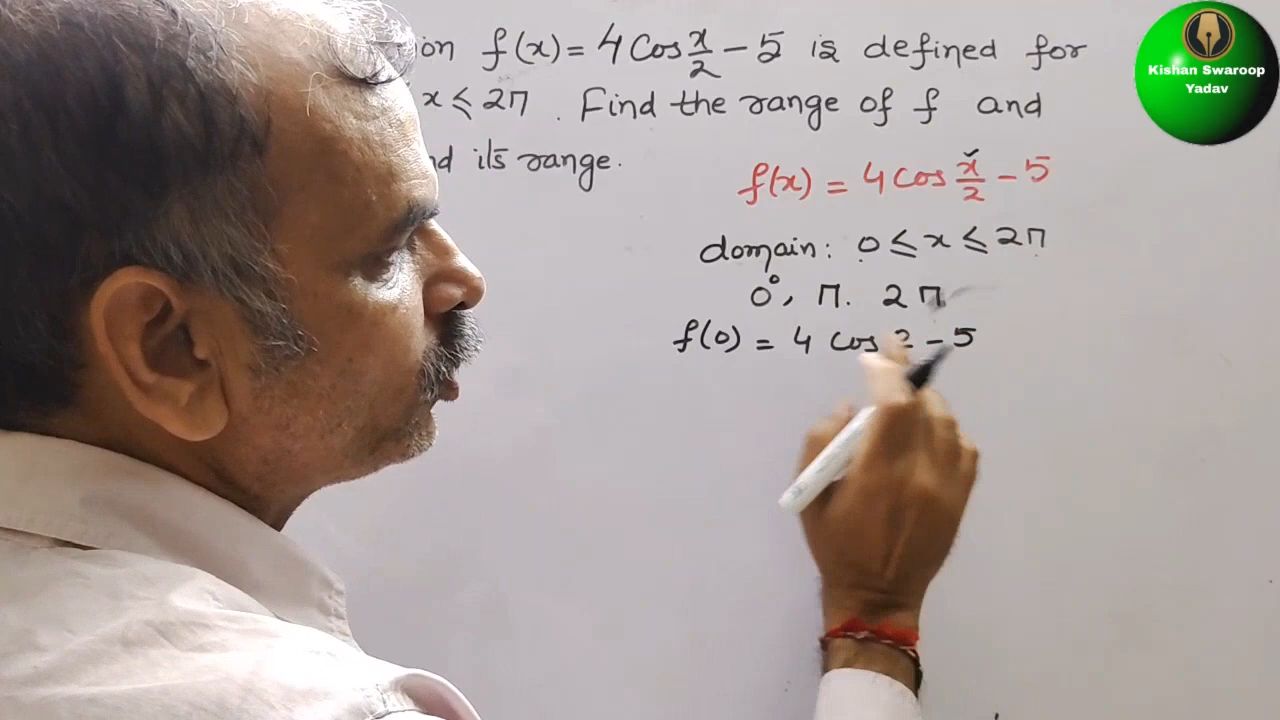 on f(x) = 4 Cos x/2 - 5 is defined for
x ≤ 2π . Find the range of f and
nd its range.
f(x) = 4 cos x/2 - 5
domain: 0 ≤ x ≤ 2π
0°, π. 2π
f(0) = 4 cos - 5
Kishan Swaroop
Yadav